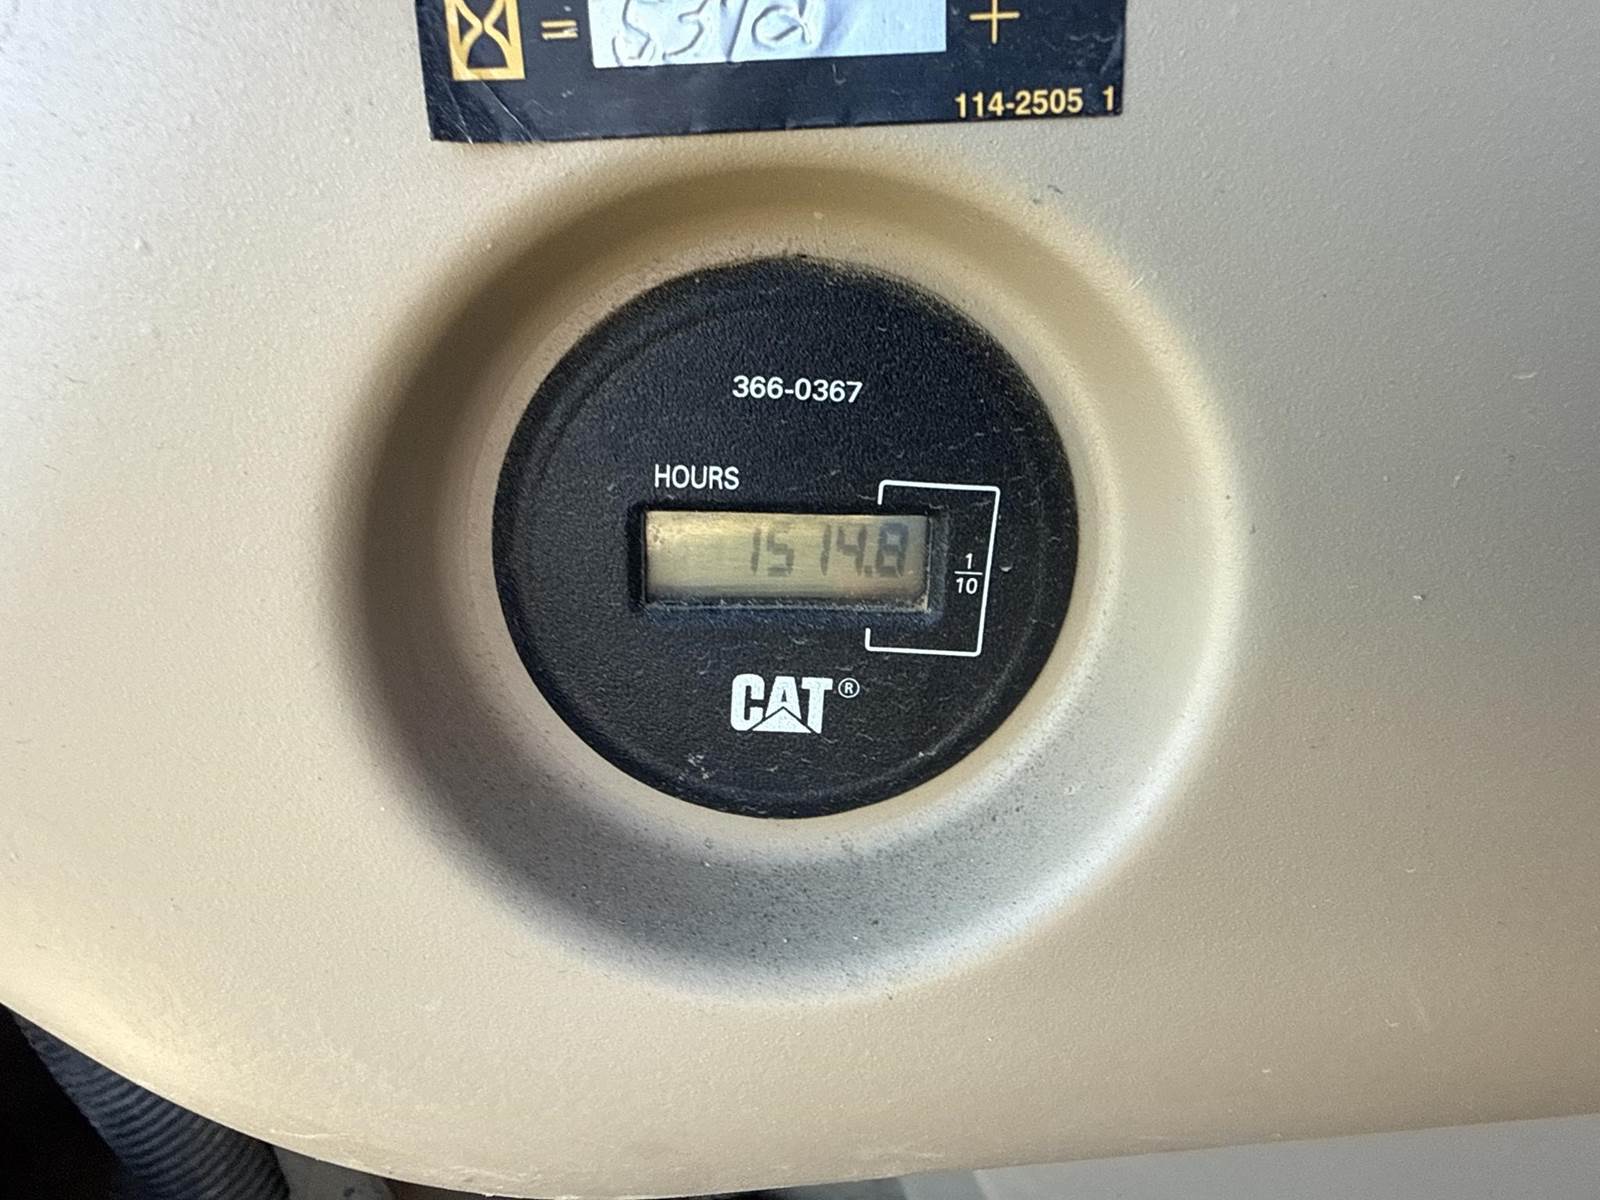 = +
114-2505 1
366-0367
HOURS
1514.8
1/10
CAT®